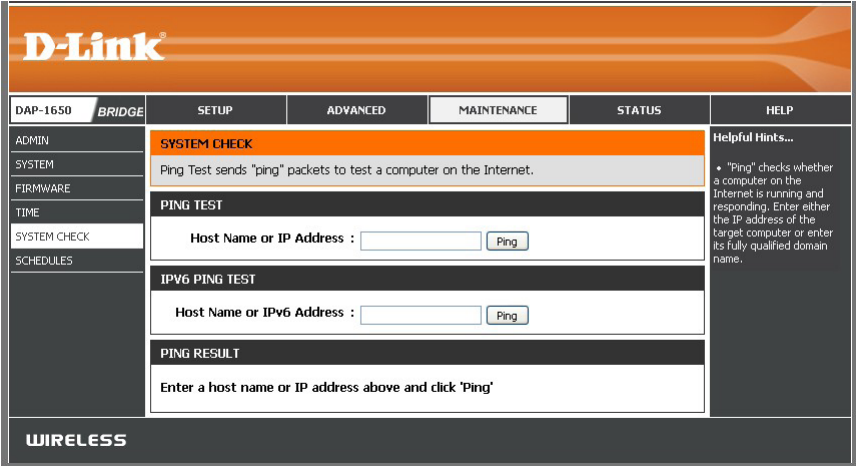 D-Link®
DAP-1650 BRIDGE SETUP ADVANCED MAINTENANCE STATUS HELP
ADMIN
SYSTEM
FIRMWARE
TIME
SYSTEM CHECK
SCHEDULES
SYSTEM CHECK
Ping Test sends "ping" packets to test a computer on the Internet.
PING TEST
Host Name or IP Address : Ping
IPV6 PING TEST
Host Name or IPv6 Address : Ping
PING RESULT
Enter a host name or IP address above and click 'Ping'
Helpful Hints...
• "Ping" checks whether
a computer on the
Internet is running and
responding. Enter either
the IP address of the
target computer or enter
its fully qualified domain
name.
WIRELESS